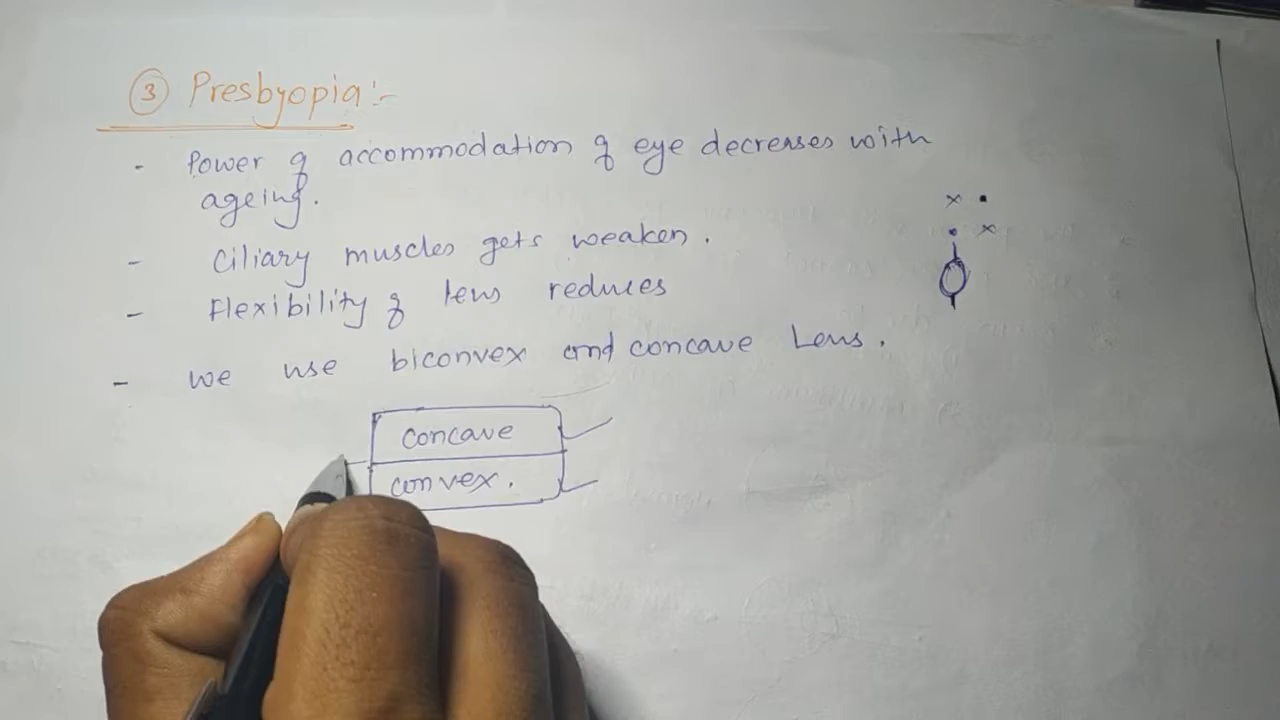 ③ Presbyopia:-
- Power of accommodation of eye decreases with
ageing.
- Ciliary muscles gets weaken.
- Flexibility of lens reduces
- we use biconvex and concave Lens.
concave
convex.